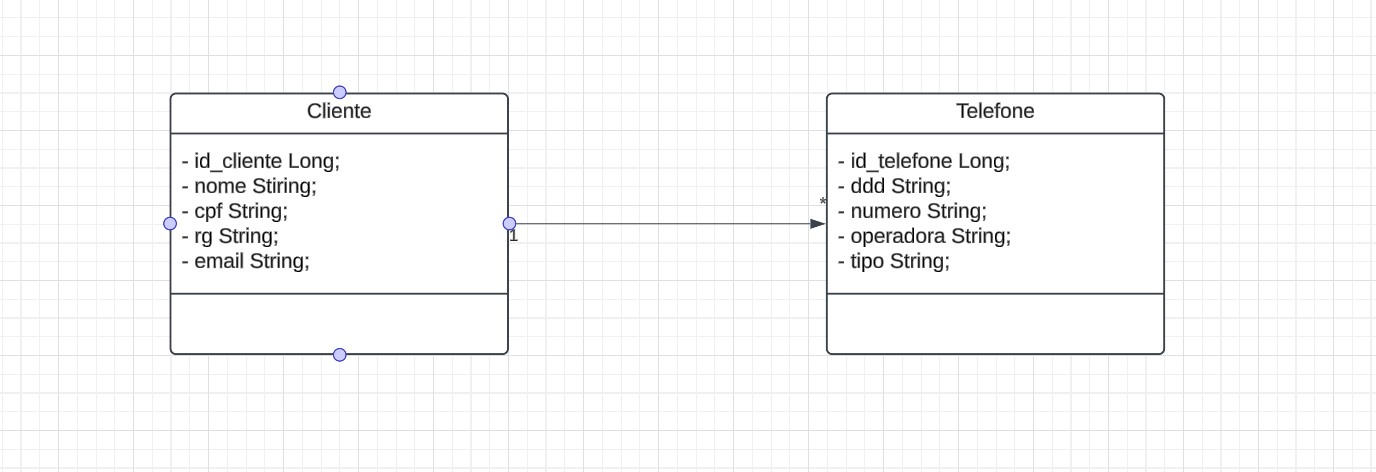 Cliente
- id_cliente Long;
- nome Stiring;
- cpf String;
- rg String;
- email String;
1
*
Telefone
- id_telefone Long;
- ddd String;
- numero String;
- operadora String;
- tipo String;